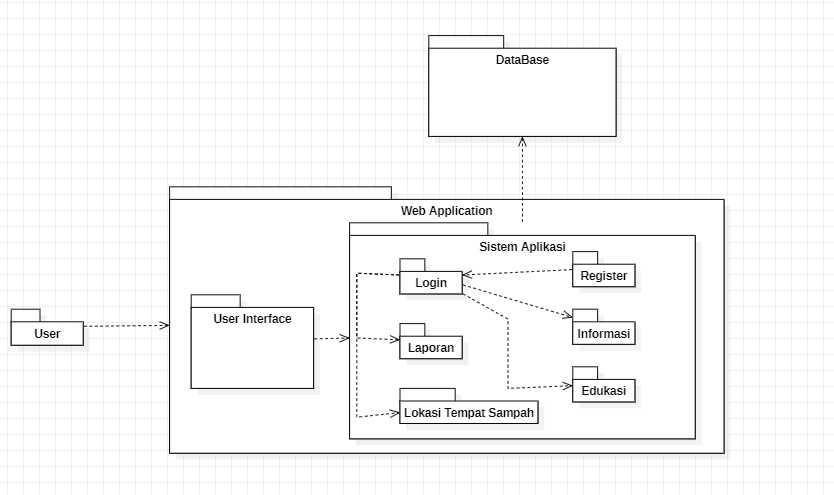 DataBase
Web Application
Sistem Aplikasi
Login
Register
User Interface
User
Informasi
Laporan
Edukasi
Lokasi Tempat Sampah